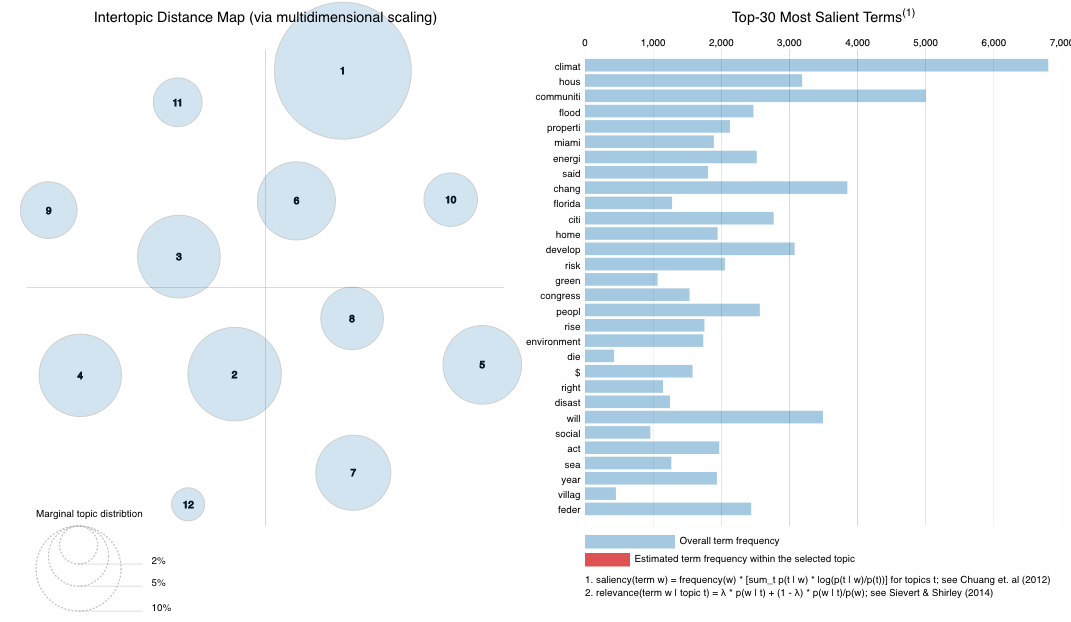 Intertopic Distance Map (via multidimensional scaling)
1
11
6
10
9
3
8
5
4
2
7
12
Marginal topic distribtion
2%
5%
10%
Top-30 Most Salient Terms(1)
0 1,000 2,000 3,000 4,000 5,000 6,000 7,000
climat
hous
communiti
flood
properti
miami
energi
said
chang
florida
citi
home
develop
risk
green
congress
peopl
rise
environment
die
$
right
disast
will
social
act
sea
year
villag
feder
Overall term frequency
Estimated term frequency within the selected topic
1. saliency(term w) = frequency(w) * [sum_t p(t | w) * log(p(t | w)/p(t))] for topics t; see Chuang et. al (2012)
2. relevance(term w | topic t) = λ * p(w | t) + (1 - λ) * p(w | t)/p(w); see Sievert & Shirley (2014)